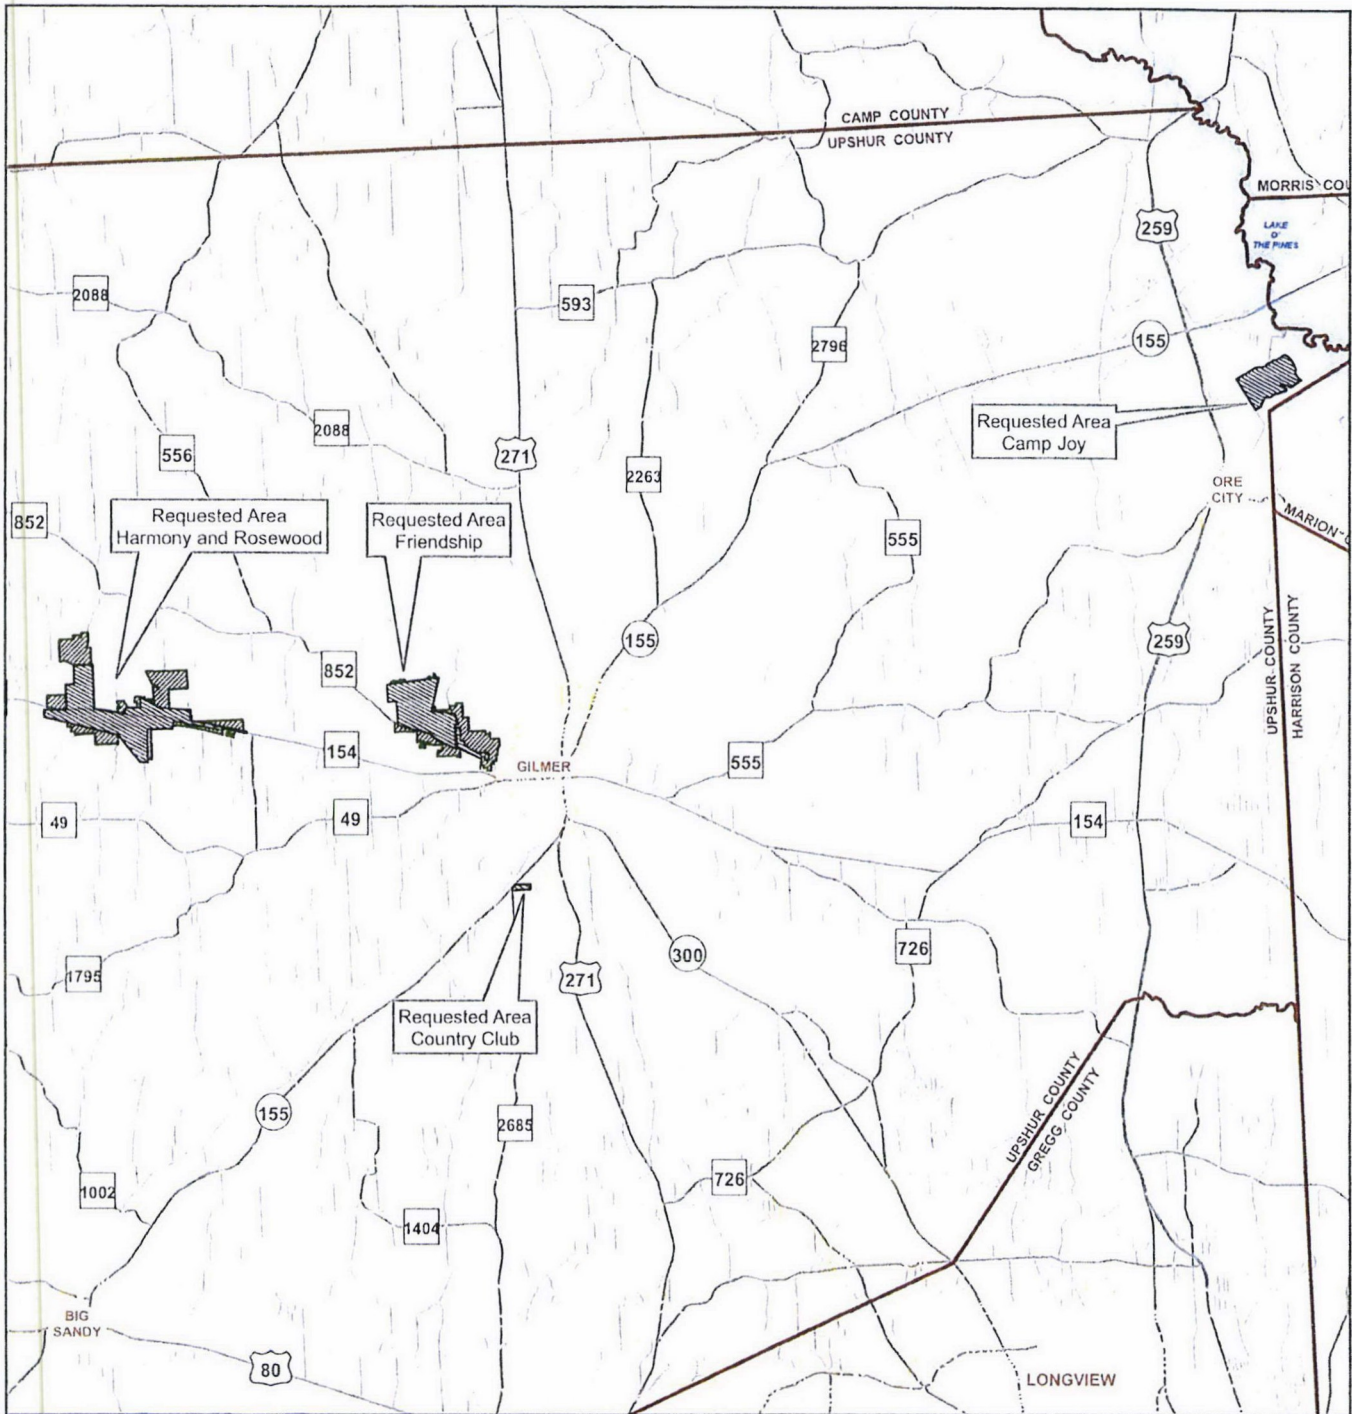 CAMP COUNTY
UPSHUR COUNTY
MORRIS COU
LAKE
O'
THE PINES
259
2088
593
2796
155
Requested Area
Camp Joy
2088
556
271
2263
ORE
CITY
852
Requested Area
Harmony and Rosewood
Requested Area
Friendship
555
MARION C
UPSHUR COUNTY
HARRISON COUNTY
155
259
852
154
GILMER
555
49
49
154
1795
271
300
726
Requested Area
Country Club
UPSHUR COUNTY
GREGG COUNTY
155
2685
1002
1404
726
BIG
SANDY
80
LONGVIEW